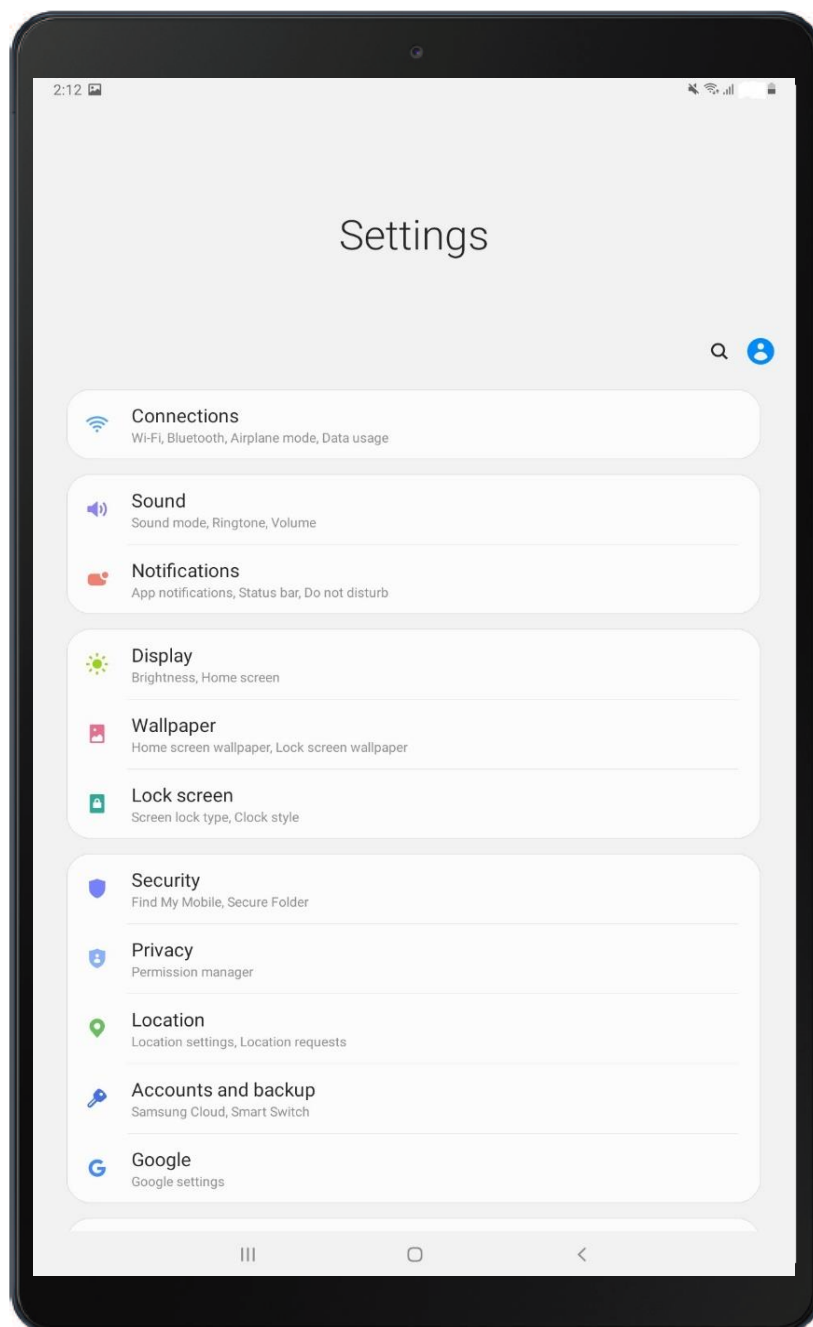 2:12
Settings
Connections
Wi-Fi, Bluetooth, Airplane mode, Data usage
Sound
Sound mode, Ringtone, Volume
Notifications
App notifications, Status bar, Do not disturb
Display
Brightness, Home screen
Wallpaper
Home screen wallpaper, Lock screen wallpaper
Lock screen
Screen lock type, Clock style
Security
Find My Mobile, Secure Folder
Privacy
Permission manager
Location
Location settings, Location requests
Accounts and backup
Samsung Cloud, Smart Switch
Google
Google settings